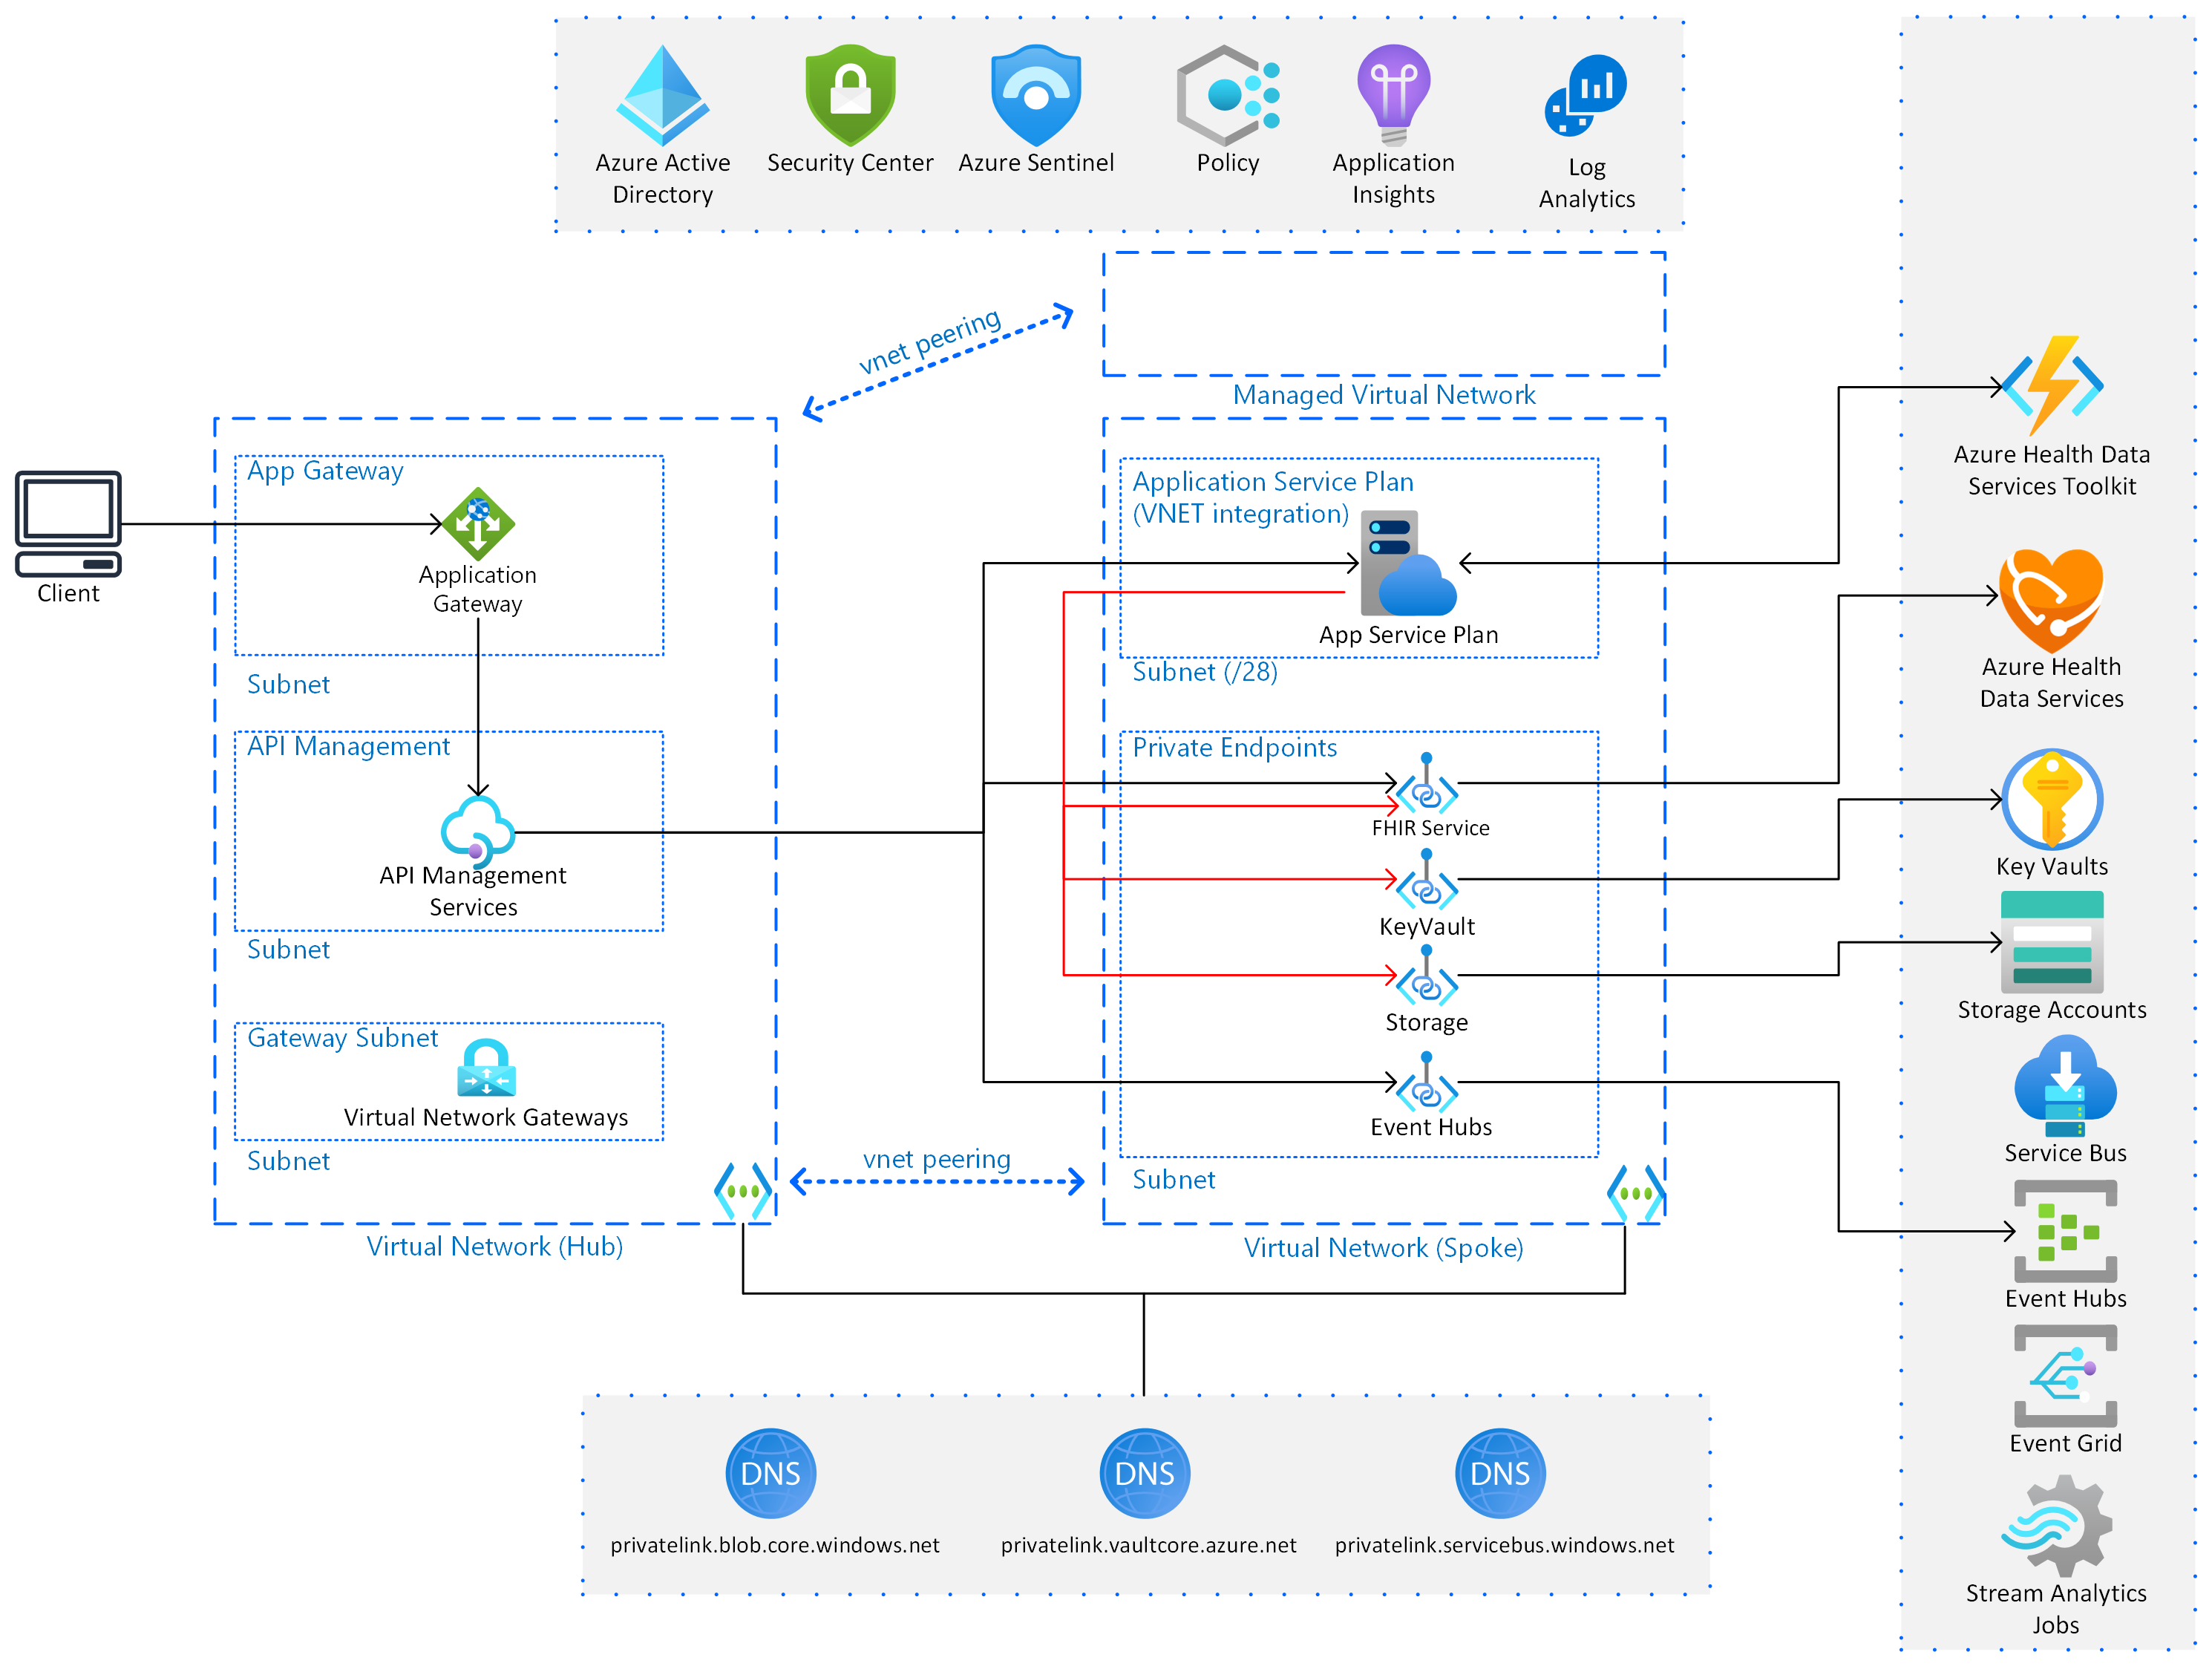 Azure Active
Directory
Security Center
Azure Sentinel
Policy
Application
Insights
Log
Analytics
vnet peering
Managed Virtual Network
Client
App Gateway
Application
Gateway
Subnet
API Management
API Management
Services
Subnet
Gateway Subnet
Virtual Network Gateways
Subnet
Virtual Network (Hub)
vnet peering
Application Service Plan
(VNET integration)
App Service Plan
Subnet (/28)
Private Endpoints
FHIR Service
KeyVault
Storage
Event Hubs
Subnet
Virtual Network (Spoke)
Azure Health Data
Services Toolkit
Azure Health
Data Services
Key Vaults
Storage Accounts
Service Bus
Event Hubs
Event Grid
Stream Analytics
Jobs
DNS
privatelink.blob.core.windows.net
DNS
privatelink.vaultcore.azure.net
DNS
privatelink.servicebus.windows.net